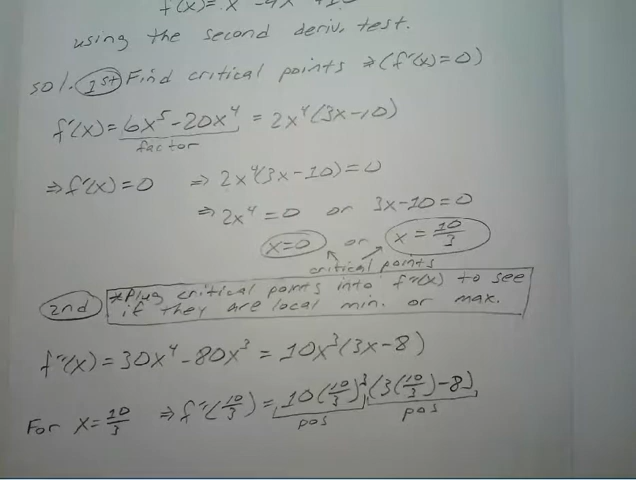 f(x)= x
using the second deriv. test.
sol. 1st Find critical points ⇒ (f'(x)=0)
f'(x) = 6x⁵ - 20x⁴ = 2x⁴(3x-10)
factor
⇒ f'(x)=0 ⇒ 2x⁴(3x-10)=0
⇒ 2x⁴=0 or 3x-10=0
x=0 or x=10/3
critical points
2nd *Plug critical points into f''(x) to see
if they are local min. or max.
f''(x) = 30x⁴ - 80x³ = 10x³(3x-8)
For x=10/3 ⇒ f''(10/3) = 10(10/3)³(3(10/3)-8)
pos pos